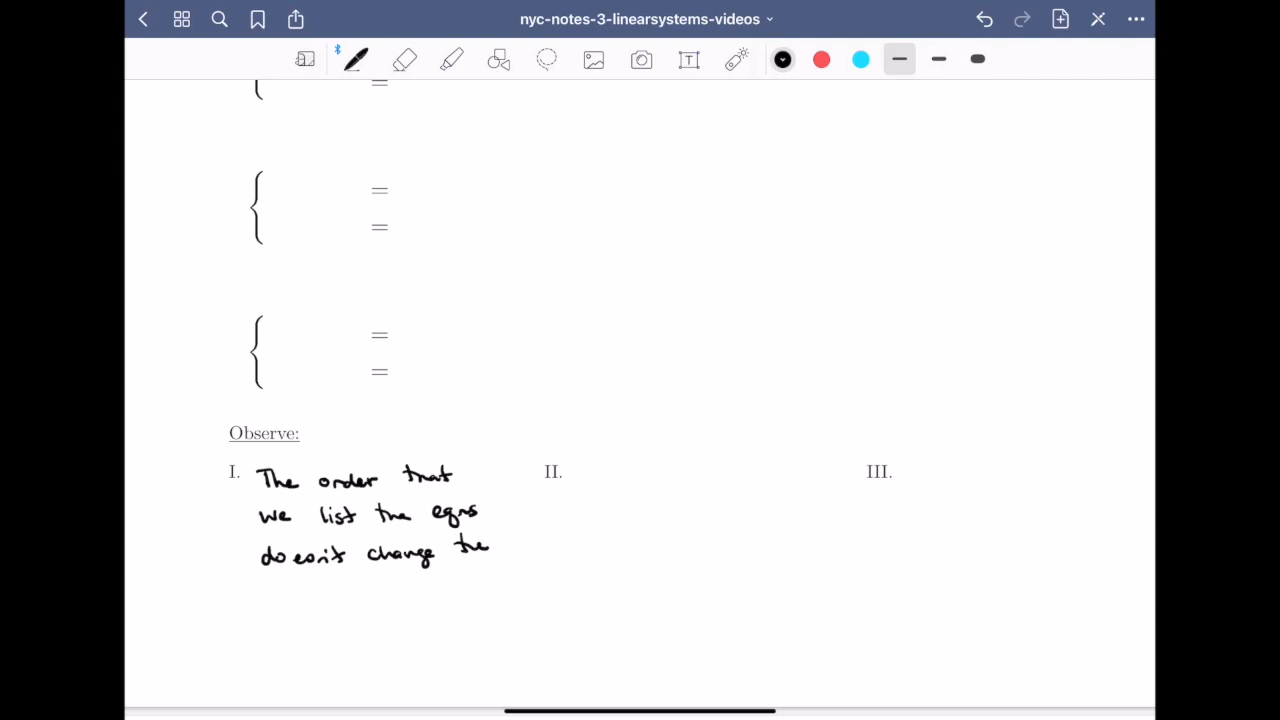 nyc-notes-3-linearsystems-videos
=
=
=
=
=
Observe:
I. The order that
we list the eqns
doesn't change the
II.
III.